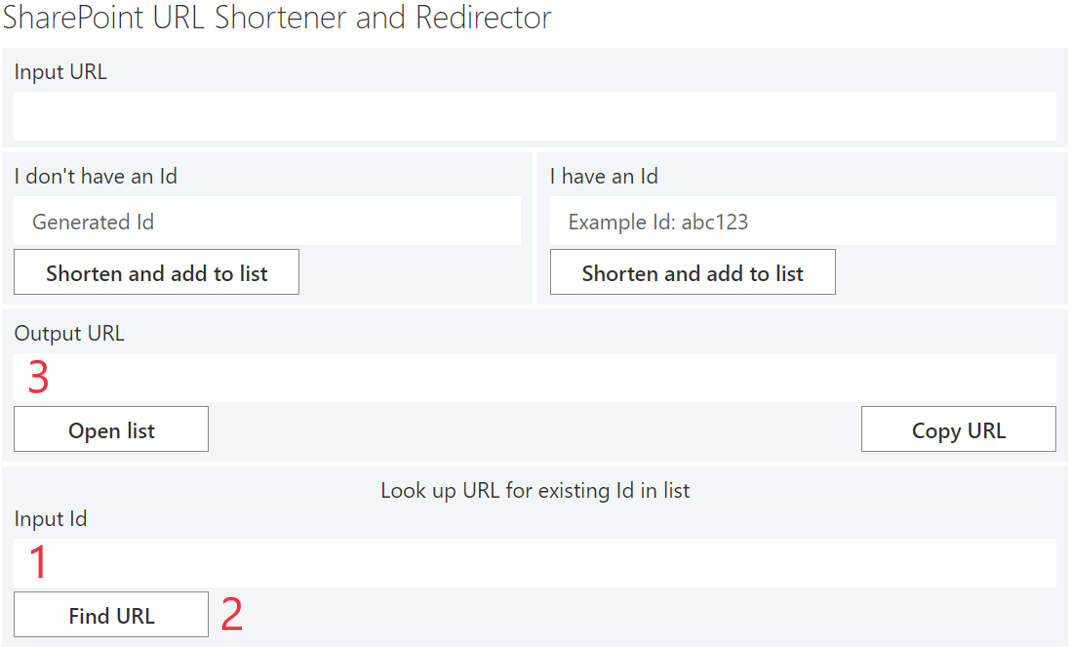 SharePoint URL Shortener and Redirector
Input URL
I don't have an Id
Generated Id
Shorten and add to list
I have an Id
Example Id: abc123
Shorten and add to list
Output URL
3
Open list
Copy URL
Look up URL for existing Id in list
Input Id
1
Find URL 2